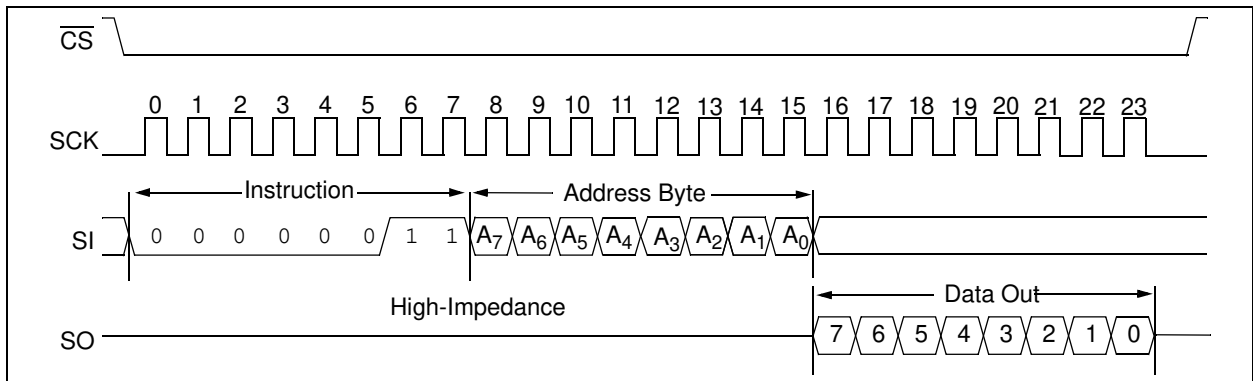 CS
0 1 2 3 4 5 6 7 8 9 10 11 12 13 14 15 16 17 18 19 20 21 22 23
SCK
Instruction Address Byte
SI 0 0 0 0 0 0 1 1 A7 A6 A5 A4 A3 A2 A1 A0
Data Out
High-Impedance
SO 7 6 5 4 3 2 1 0